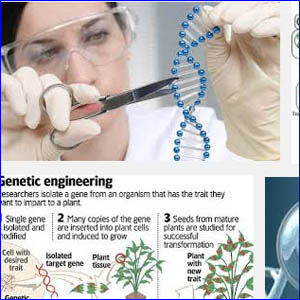 Genetic engineering
esearchers isolate a gene from an organism that has the trait they
ant to impart to a plant.
Single gene
isolated and
odified
2 Many copies of the gene
are inserted into plant cells
and induced to grow
3 Seeds from mature
plants are studied for
successful
transformation
Cell with
desired
trait
Isolated
target gene
Plant
tissue
Plant
with
new
trait
Genetic